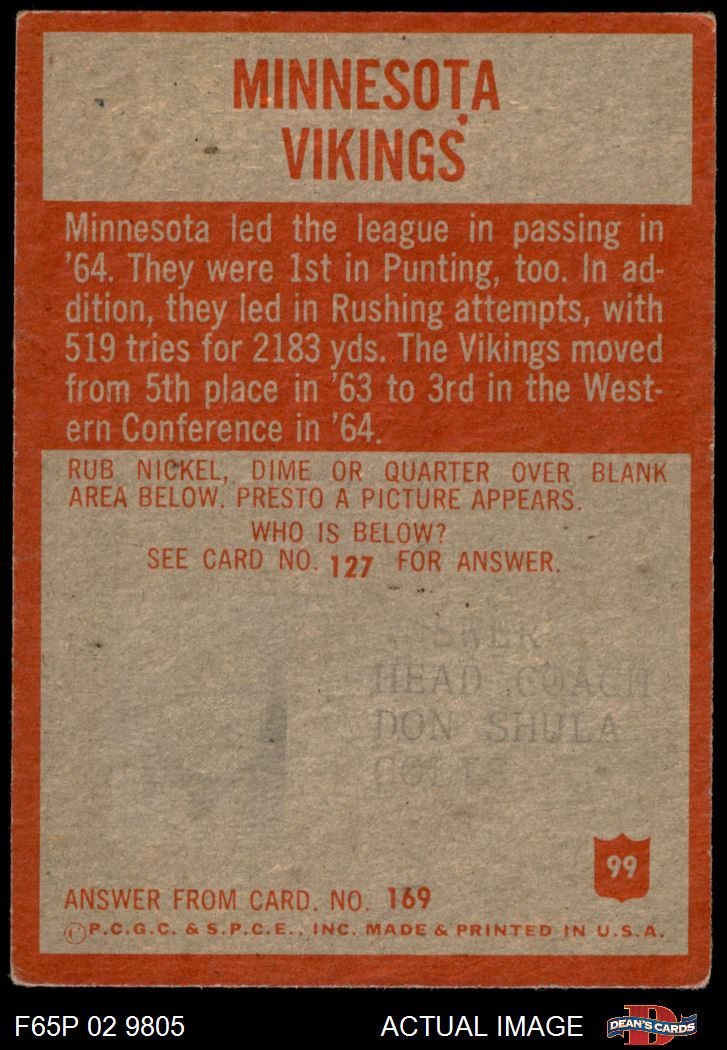 MINNESOTA
VIKINGS
Minnesota led the league in passing in
'64. They were 1st in Punting, too. In ad-
dition, they led in Rushing attempts, with
519 tries for 2183 yds. The Vikings moved
from 5th place in '63 to 3rd in the West-
ern Conference in '64.
RUB NICKEL, DIME OR QUARTER OVER BLANK
AREA BELOW. PRESTO A PICTURE APPEARS.
WHO IS BELOW?
SEE CARD NO. 127 FOR ANSWER.
ANSWER
HEAD COACH
DON SHULA
COLTS
99
ANSWER FROM CARD. NO. 169
©P.C.G.C. & S.P.C.E., INC. MADE & PRINTED IN U.S.A.
F65P 02 9805
ACTUAL IMAGE
D
DEAN'S CARDS